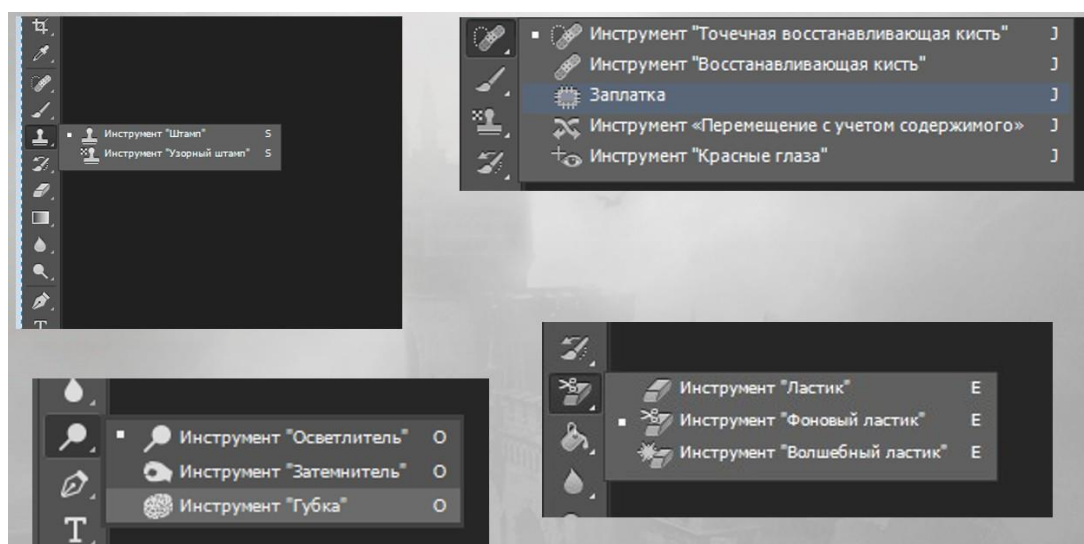 Инструмент "Штамп" S
Инструмент "Узорный штамп" S
Инструмент "Точечная восстанавливающая кисть" J
Инструмент "Восстанавливающая кисть" J
Заплатка J
Инструмент «Перемещение с учетом содержимого» J
Инструмент "Красные глаза" J
Инструмент "Осветлитель" O
Инструмент "Затемнитель" O
Инструмент "Губка" O
T
Инструмент "Ластик" E
Инструмент "Фоновый ластик" E
Инструмент "Волшебный ластик" E